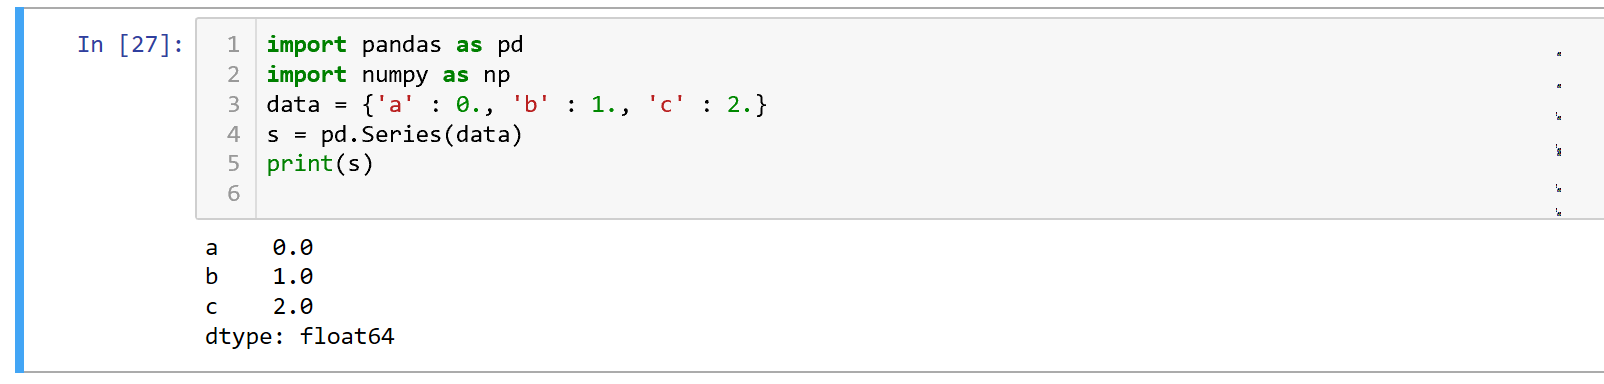 In [27]:
1 import pandas as pd
2 import numpy as np
3 data = {'a' : 0., 'b' : 1., 'c' : 2.}
4 s = pd.Series(data)
5 print(s)
6
a    0.0
b    1.0
c    2.0
dtype: float64